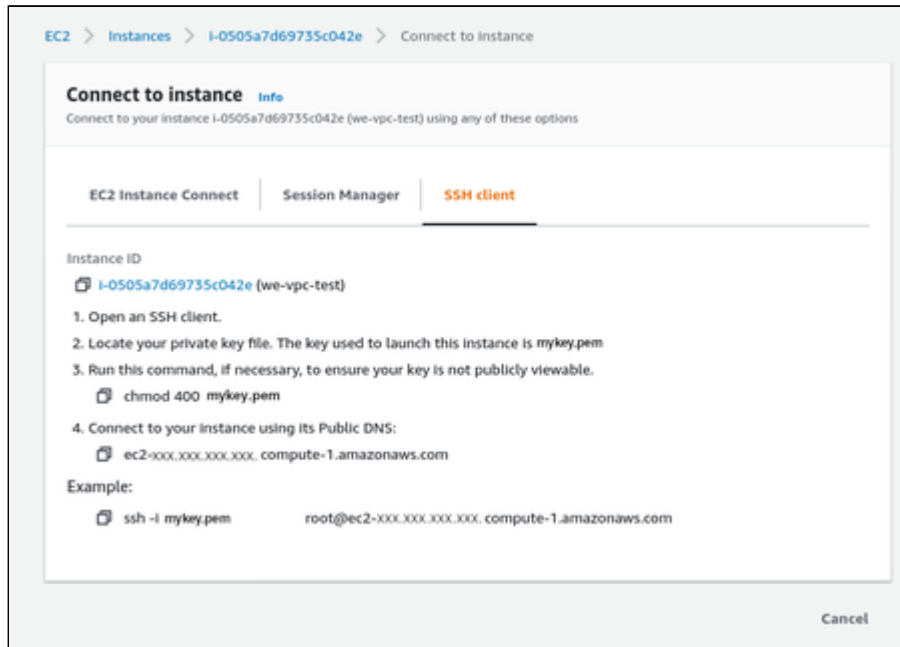 EC2 > Instances > i-0505a7d69735c042e > Connect to instance
Connect to instance Info
Connect to your instance i-0505a7d69735c042e (we-vpc-test) using any of these options
EC2 Instance Connect Session Manager SSH client
Instance ID
i-0505a7d69735c042e (we-vpc-test)
1. Open an SSH client.
2. Locate your private key file. The key used to launch this instance is mykey.pem
3. Run this command, if necessary, to ensure your key is not publicly viewable.
chmod 400 mykey.pem
4. Connect to your instance using its Public DNS:
ec2-xxx.xxx.xxx.xxx. compute-1.amazonaws.com
Example:
ssh -i mykey.pem root@ec2-XXX.XXX.XXX.XXX. compute-1.amazonaws.com
Cancel